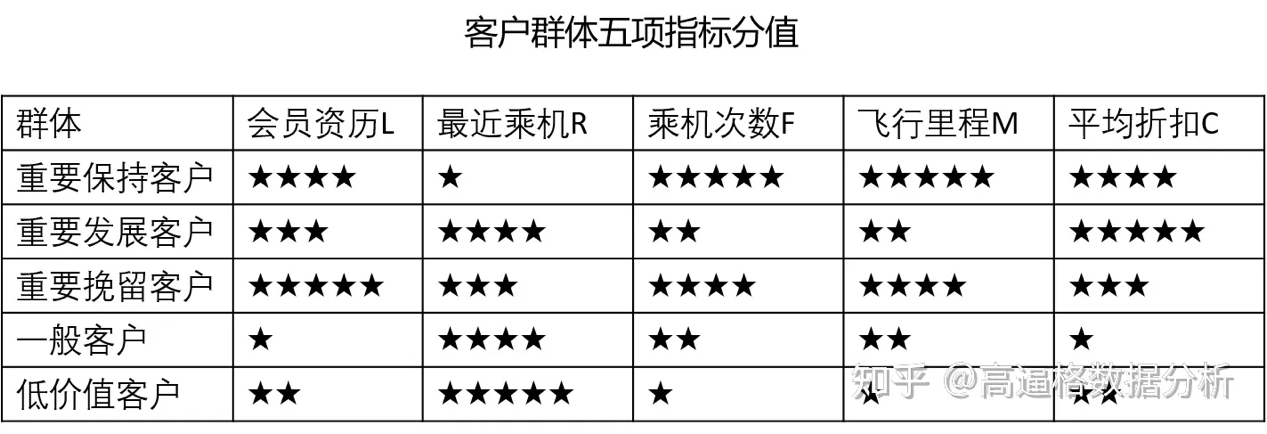 客户群体五项指标分值
群体 会员资历L 最近乘机R 乘机次数F 飞行里程M 平均折扣C
重要保持客户 ★★★★ ★ ★★★★★ ★★★★★ ★★★★
重要发展客户 ★★★ ★★★★ ★★ ★★ ★★★★★
重要挽留客户 ★★★★★ ★★★ ★★★★ ★★★★ ★★★
一般客户 ★ ★★★★ ★★ ★★ ★
低价值客户 ★★ ★★★★★ ★ ★ ★★
知乎 @高逼格数据分析